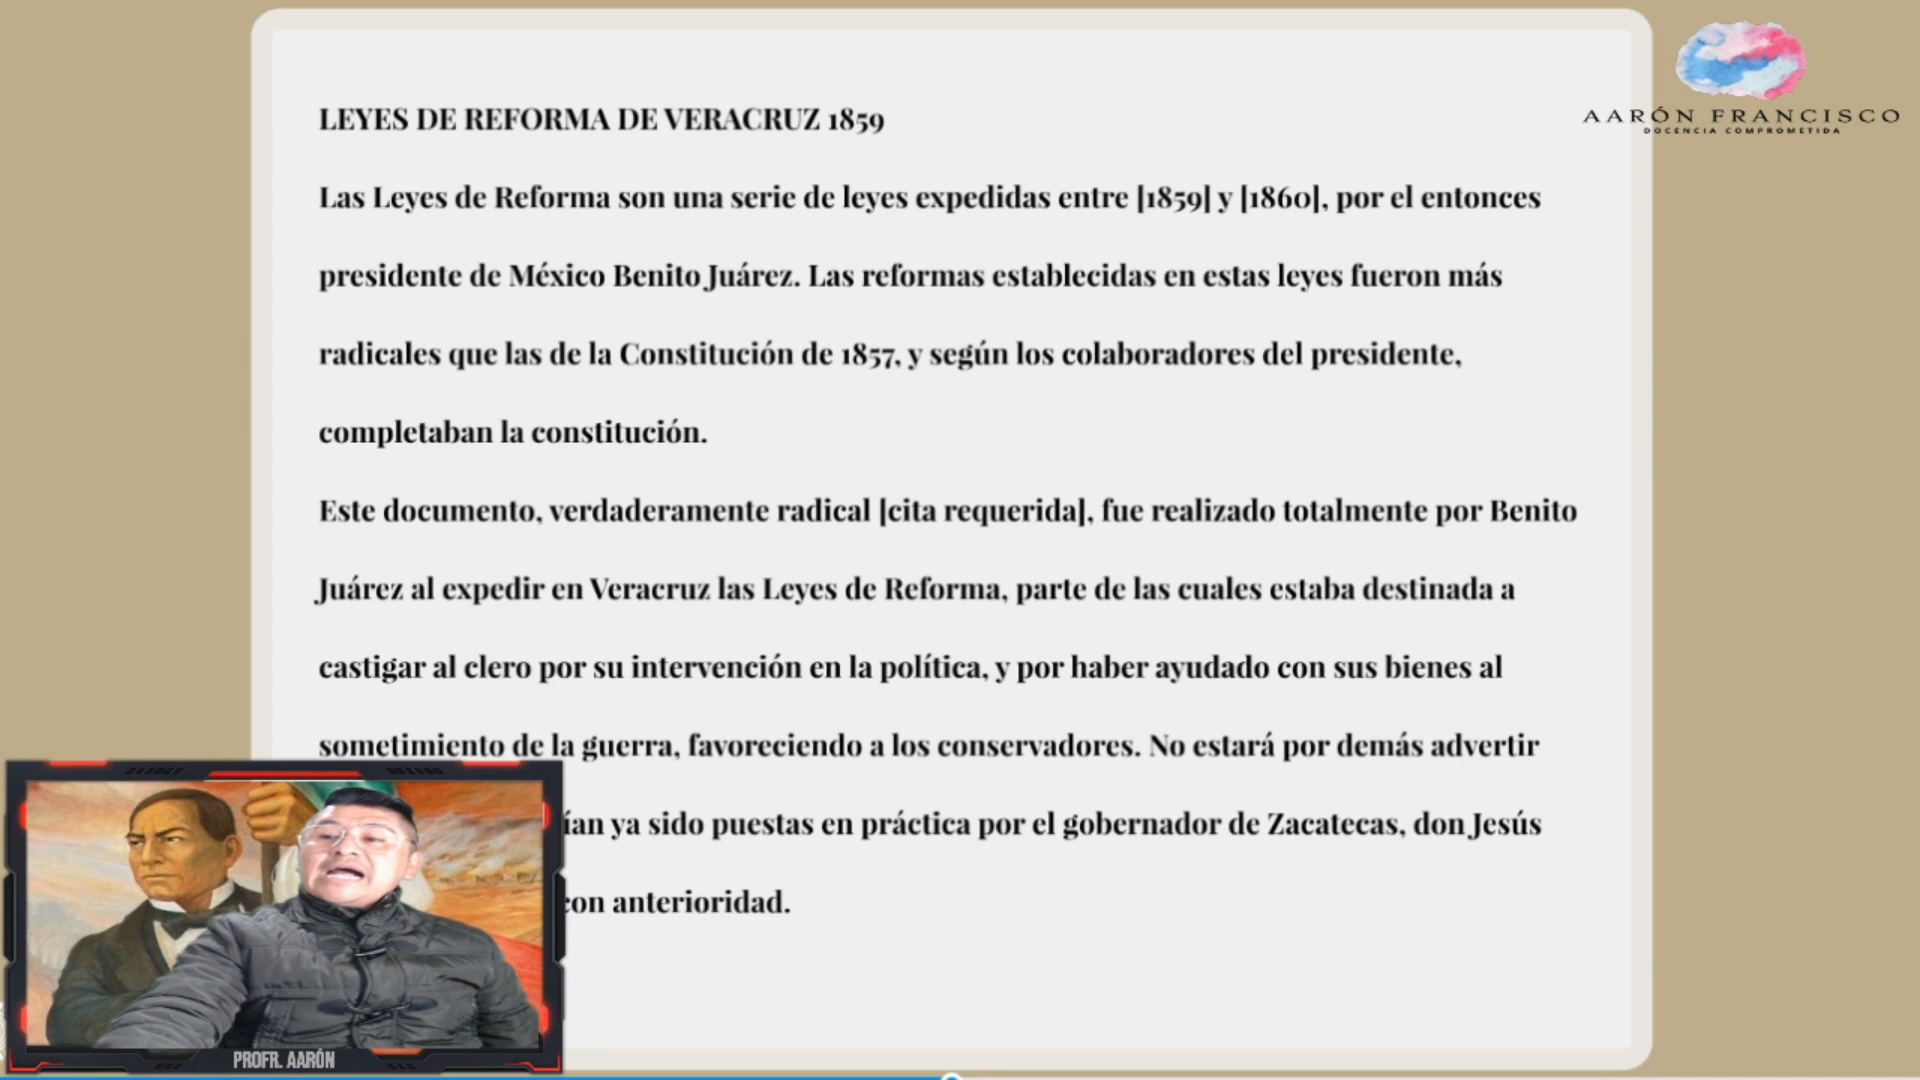 LEYES DE REFORMA DE VERACRUZ 1859
Las Leyes de Reforma son una serie de leyes expedidas entre [1859] y [1860], por el entonces
presidente de México Benito Juárez. Las reformas establecidas en estas leyes fueron más
radicales que las de la Constitución de 1857, y según los colaboradores del presidente,
completaban la constitución.
Este documento, verdaderamente radical [cita requerida], fue realizado totalmente por Benito
Juárez al expedir en Veracruz las Leyes de Reforma, parte de las cuales estaba destinada a
castigar al clero por su intervención en la política, y por haber ayudado con sus bienes al
sometimiento de la guerra, favoreciendo a los conservadores. No estará por demás advertir
ían ya sido puestas en práctica por el gobernador de Zacatecas, don Jesús
con anterioridad.
AARÓN FRANCISCO
DOCENCIA COMPROMETIDA
PROFR. AARÓN